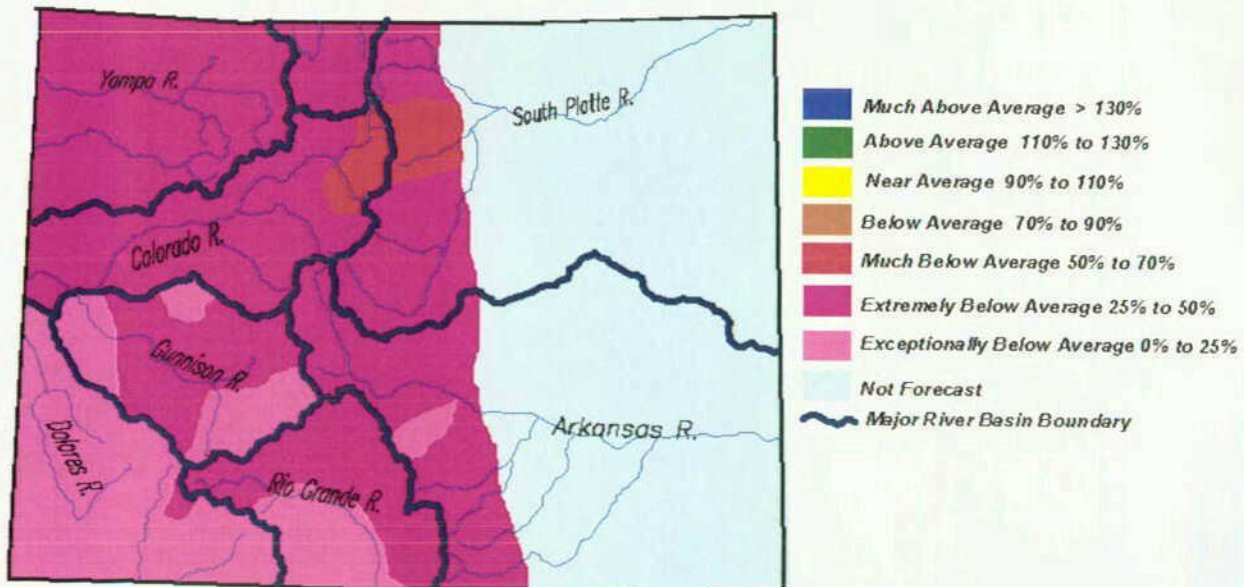 Yampa R.
South Platte R.
Colorado R.
Gunnison R.
Dolores R.
Rio Grande R.
Arkansas R.
Much Above Average > 130%
Above Average 110% to 130%
Near Average 90% to 110%
Below Average 70% to 90%
Much Below Average 50% to 70%
Extremely Below Average 25% to 50%
Exceptionally Below Average 0% to 25%
Not Forecast
Major River Basin Boundary